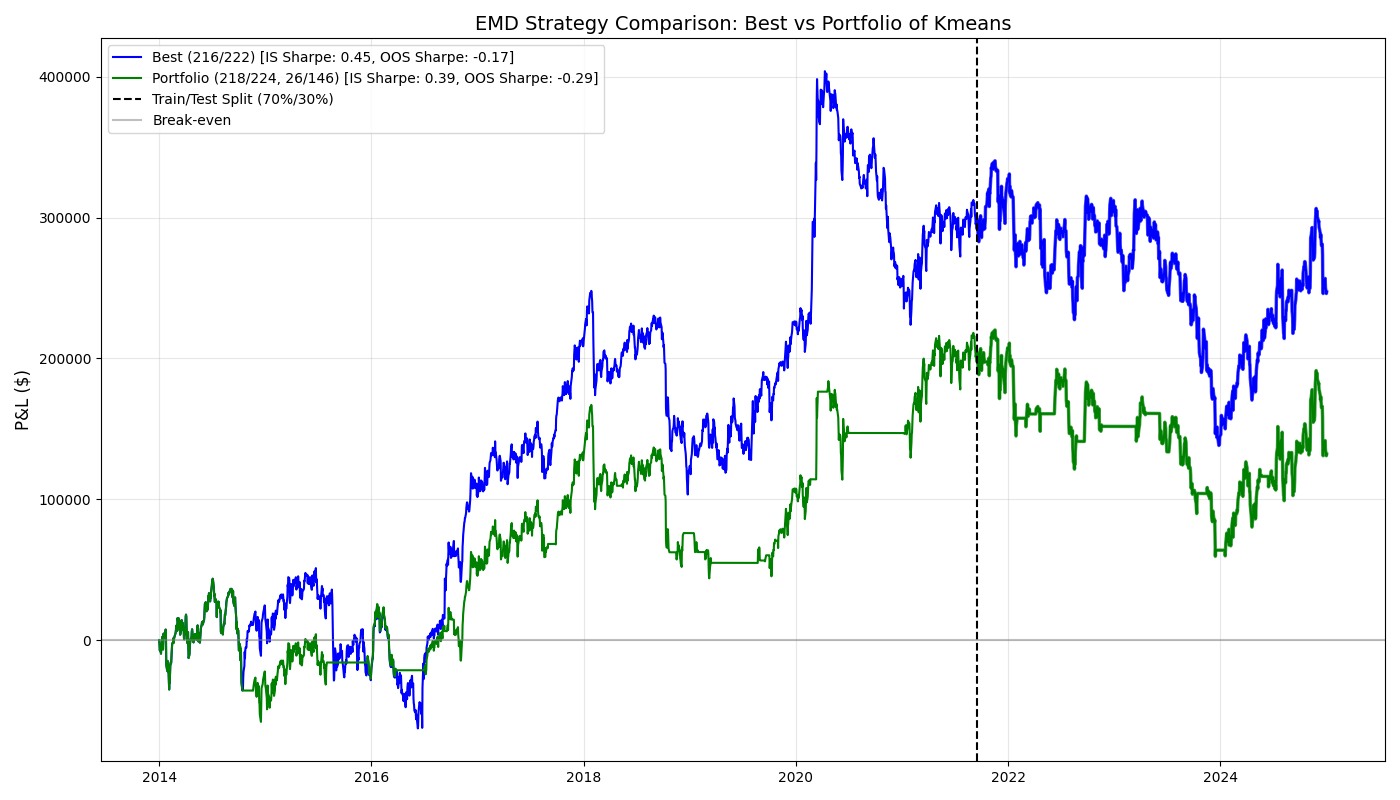 EMD Strategy Comparison: Best vs Portfolio of Kmeans
Best (216/222) [IS Sharpe: 0.45, OOS Sharpe: -0.17]
Portfolio (218/224, 26/146) [IS Sharpe: 0.39, OOS Sharpe: -0.29]
Train/Test Split (70%/30%)
Break-even
P&L ($)
400000
300000
200000
100000
0
2014
2016
2018
2020
2022
2024